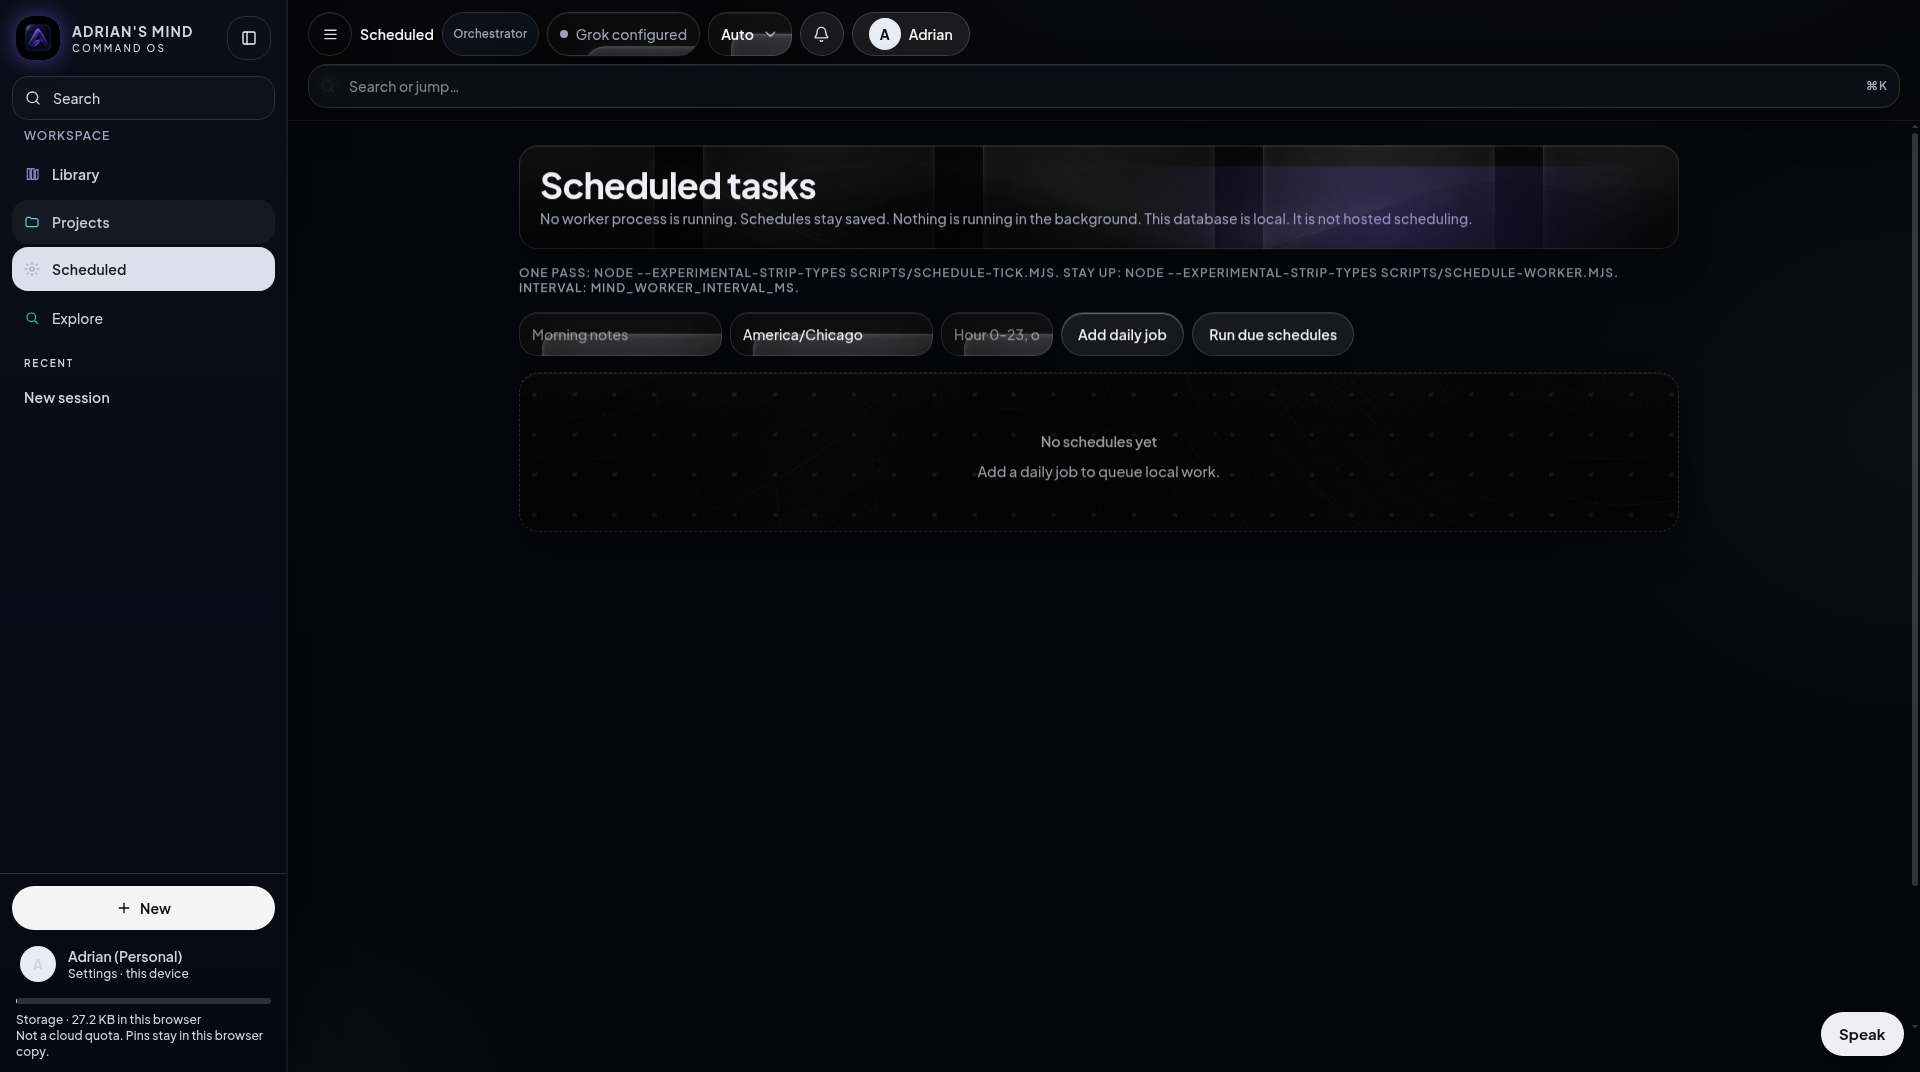 ADRIAN'S MIND
COMMAND OS
Search
WORKSPACE
Library
Projects
Scheduled
Explore
RECENT
New session
New
A
Adrian (Personal)
Settings · this device
Storage · 27.2 KB in this browser
Not a cloud quota. Pins stay in this browser
copy.
Scheduled
Orchestrator
Grok configured
Auto
A
Adrian
Search or jump…
⌘K
Scheduled tasks
No worker process is running. Schedules stay saved. Nothing is running in the background. This database is local. It is not hosted scheduling.
ONE PASS: NODE --EXPERIMENTAL-STRIP-TYPES SCRIPTS/SCHEDULE-TICK.MJS. STAY UP: NODE --EXPERIMENTAL-STRIP-TYPES SCRIPTS/SCHEDULE-WORKER.MJS.
INTERVAL: MIND_WORKER_INTERVAL_MS.
Morning notes
America/Chicago
Hour 0–23, o
Add daily job
Run due schedules
No schedules yet
Add a daily job to queue local work.
Speak